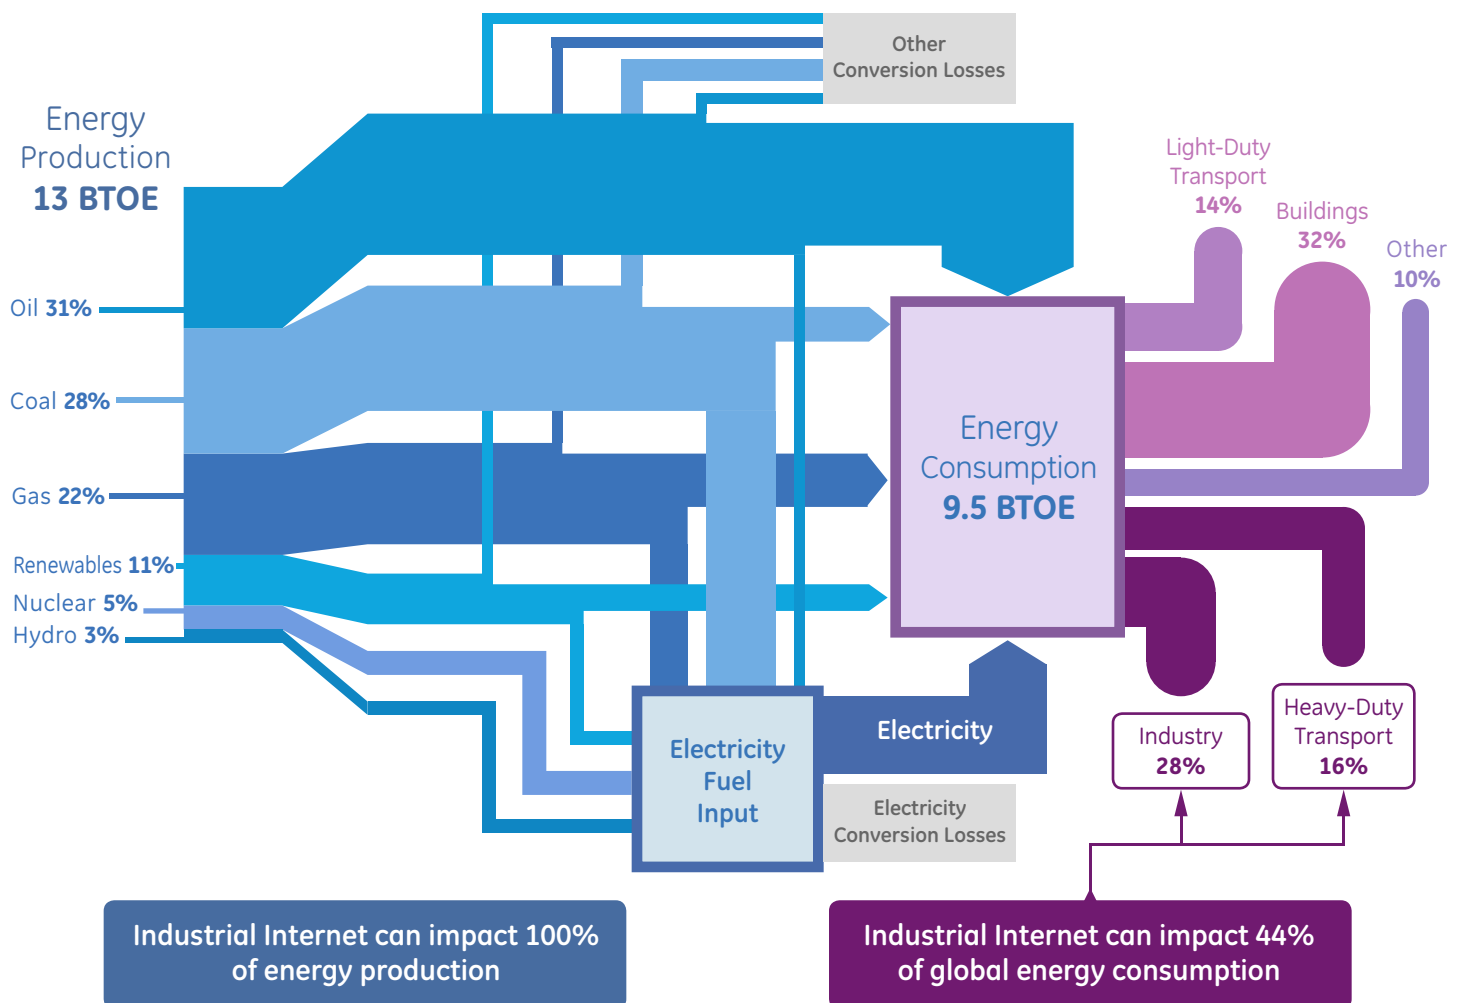 Other
Conversion Losses
Energy
Production
13 BTOE
Oil 31%
Coal 28%
Gas 22%
Renewables 11%
Nuclear 5%
Hydro 3%
Light-Duty
Transport
14%
Buildings
32%
Other
10%
Energy
Consumption
9.5 BTOE
Electricity
Fuel
Input
Electricity
Electricity
Conversion Losses
Industry
28%
Heavy-Duty
Transport
16%
Industrial Internet can impact 100%
of energy production
Industrial Internet can impact 44%
of global energy consumption